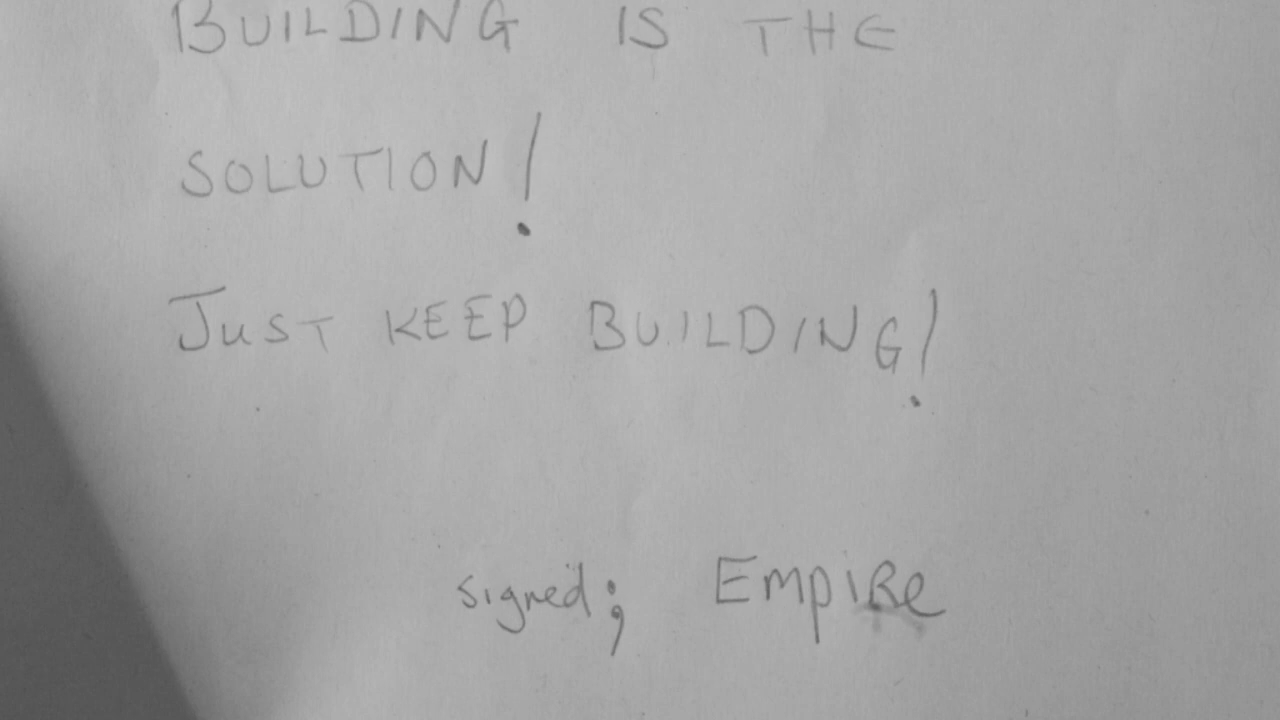 BUILDING IS THE
SOLUTION!
JUST KEEP BUILDING!
signed; EmpIRe